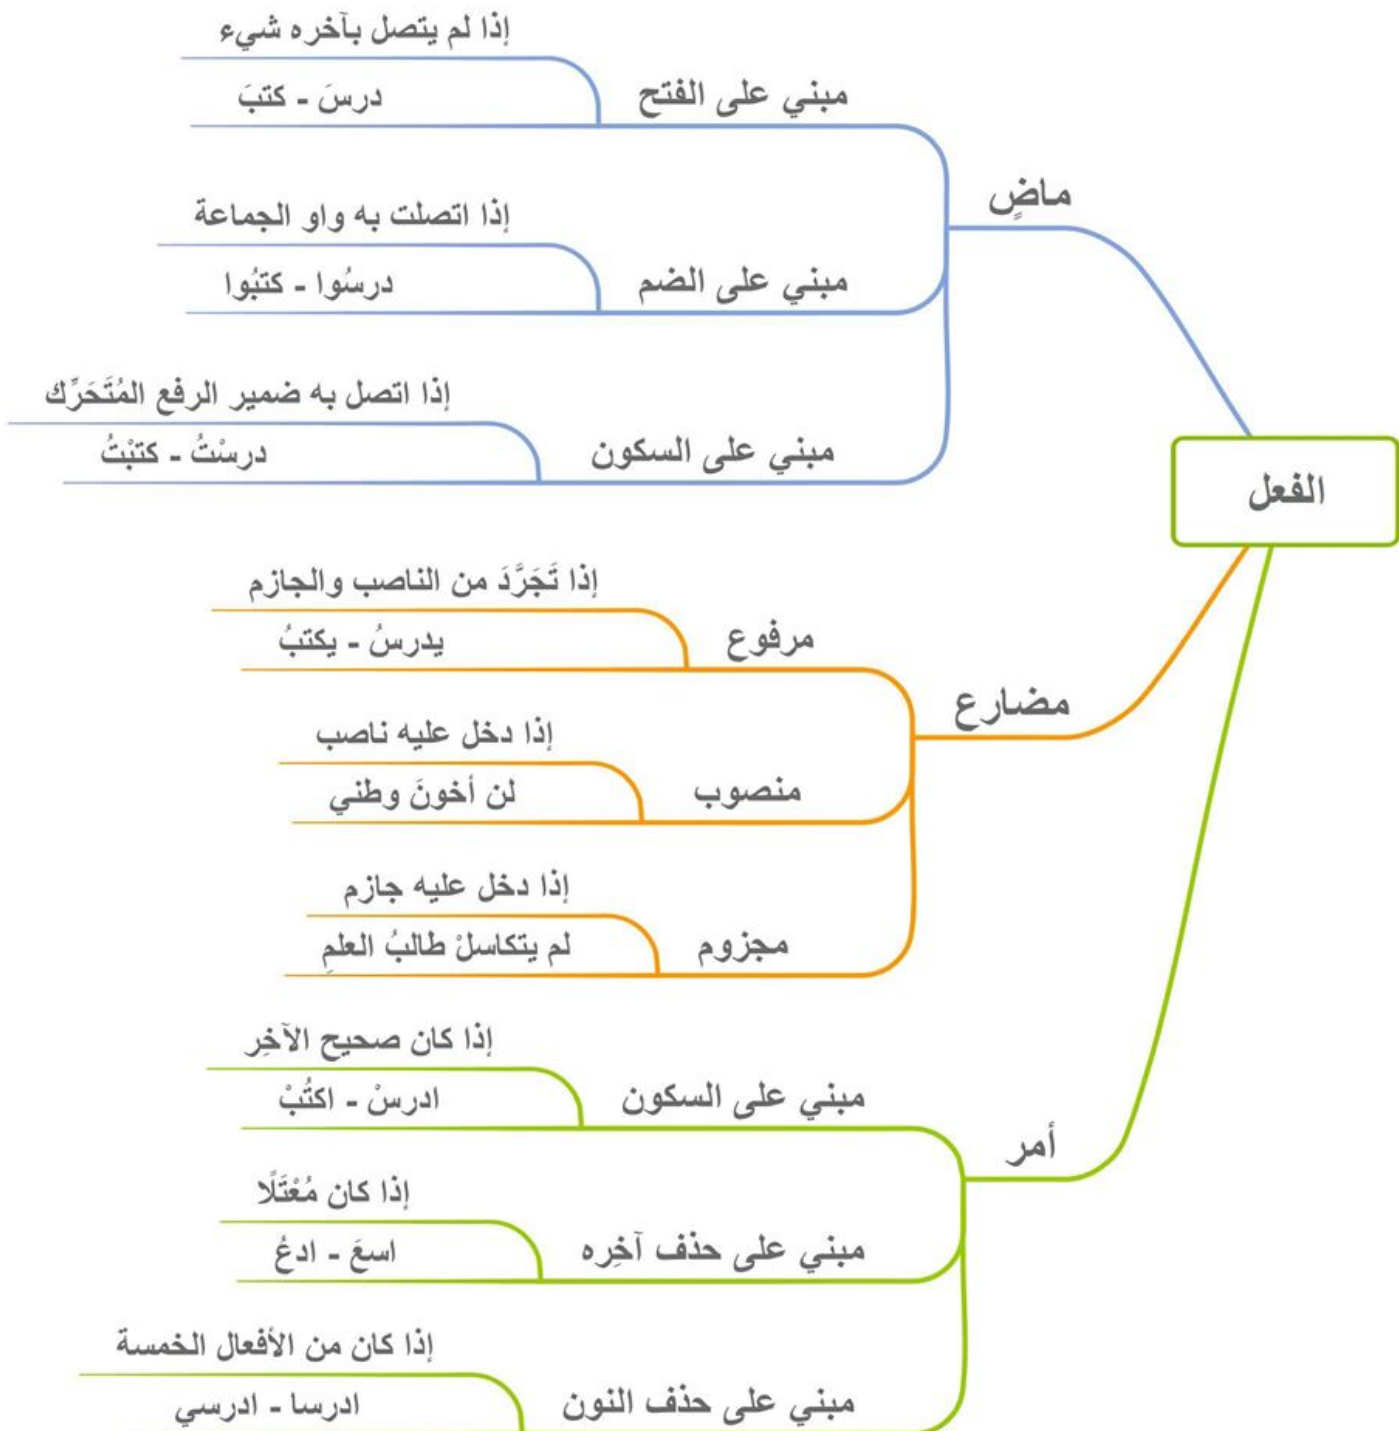 الفعل
ماضٍ
مبني على الفتح
إذا لم يتصل بآخره شيء
درسَ - كتبَ
مبني على الضم
إذا اتصلت به واو الجماعة
درسُوا - كتبُوا
مبني على السكون
إذا اتصل به ضمير الرفع المُتَحَرِّك
درسْتُ - كتبْتُ
مضارع
مرفوع
إذا تَجَرَّدَ من الناصب والجازم
يدرسُ - يكتبُ
منصوب
إذا دخل عليه ناصب
لن أخونَ وطني
مجزوم
إذا دخل عليه جازم
لم يتكاسلْ طالبُ العلمِ
أمر
مبني على السكون
إذا كان صحيح الآخِر
ادرسْ - اكتُبْ
مبني على حذف آخِره
إذا كان مُعْتَلًا
اسعَ - ادعُ
مبني على حذف النون
إذا كان من الأفعال الخمسة
ادرسا - ادرسي